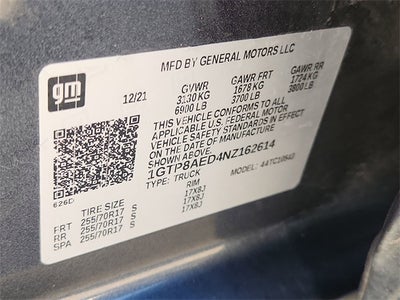 gm
MFD BY GENERAL MOTORS LLC
12/21
GVWR GAWR FRT GAWR RR
3130 KG 1678 KG 1724 KG
6900 LB 3700 LB 3800 LB
THIS VEHICLE CONFORMS TO ALL
APPLICABLE U.S. FEDERAL MOTOR
VEHICLE SAFETY STANDARDS IN
EFFECT ON THE DATE OF
MANUFACTURE SHOWN ABOVE.
1GTP8AED4NZ162614
TYPE: TRUCK MODEL:
626D
TIRE SIZE RIM
FRT 255/70R17 S 17X8J
RR 255/70R17 S 17X8J
SPA 255/70R17 S 17X8J